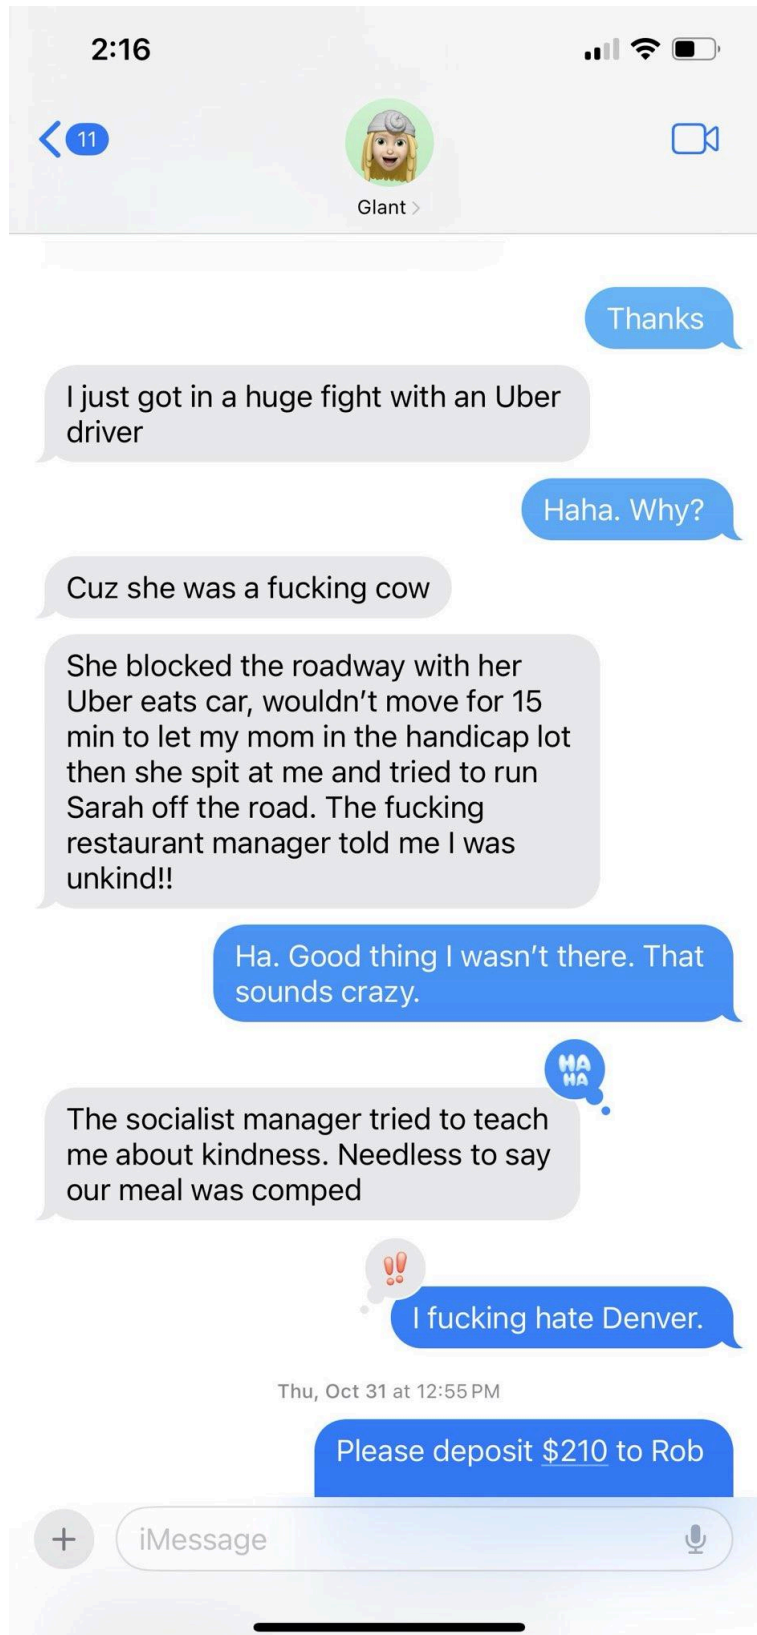 2:16
11
Glant >
Thanks
I just got in a huge fight with an Uber
driver
Haha. Why?
Cuz she was a fucking cow
She blocked the roadway with her
Uber eats car, wouldn't move for 15
min to let my mom in the handicap lot
then she spit at me and tried to run
Sarah off the road. The fucking
restaurant manager told me I was
unkind!!
Ha. Good thing I wasn't there. That
sounds crazy.
HA
HA
The socialist manager tried to teach
me about kindness. Needless to say
our meal was comped
!!
I fucking hate Denver.
Thu, Oct 31 at 12:55 PM
Please deposit $210 to Rob
+ iMessage